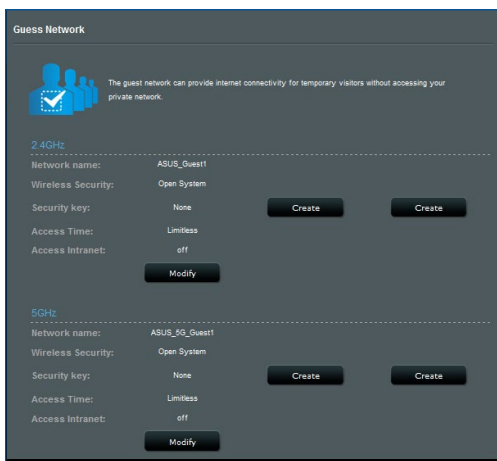 Guess Network
The guest network can provide internet connectivity for temporary visitors without accessing your
private network.
2.4GHz
Network name: ASUS_Guest1
Wireless Security: Open System
Security key: None Create Create
Access Time: Limitless
Access Intranet: off
Modify
5GHz
Network name: ASUS_5G_Guest1
Wireless Security: Open System
Security key: None Create Create
Access Time: Limitless
Access Intranet: off
Modify